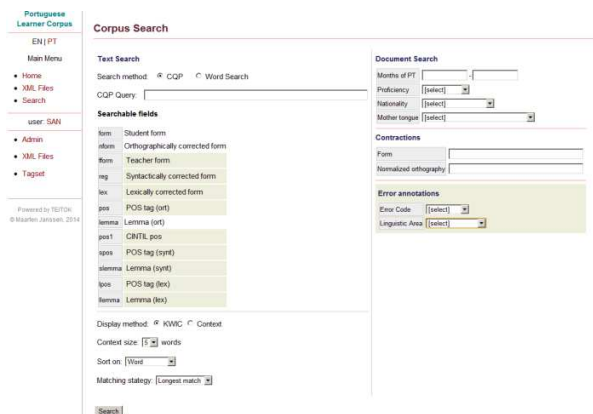 Portuguese
Learner Corpus
EN | PT
Main Menu
• Home
• XML Files
• Search
user: SAN
• Admin
• XML Files
• Tagset
Powered by TEITOK
© Maarten Janssen, 2014
Corpus Search
Text Search
Search method: CQP Word Search
CQP Query:
Searchable fields
form Student form
nform Orthographically corrected form
fform Teacher form
reg Syntactically corrected form
lex Lexically corrected form
pos POS tag (ort)
lemma Lemma (ort)
pos1 CINTIL pos
spos POS tag (synt)
slemma Lemma (synt)
lpos POS tag (lex)
llemma Lemma (lex)
Display method: KWIC Context
Context size: 5 words
Sort on: Word
Matching stategy: Longest match
Search
Document Search
Months of PT -
Proficiency [select]
Nationality [select]
Mother tongue [select]
Contractions
Form
Normalized orthography
Error annotations
Error Code [select]
Linguistic Area [select]